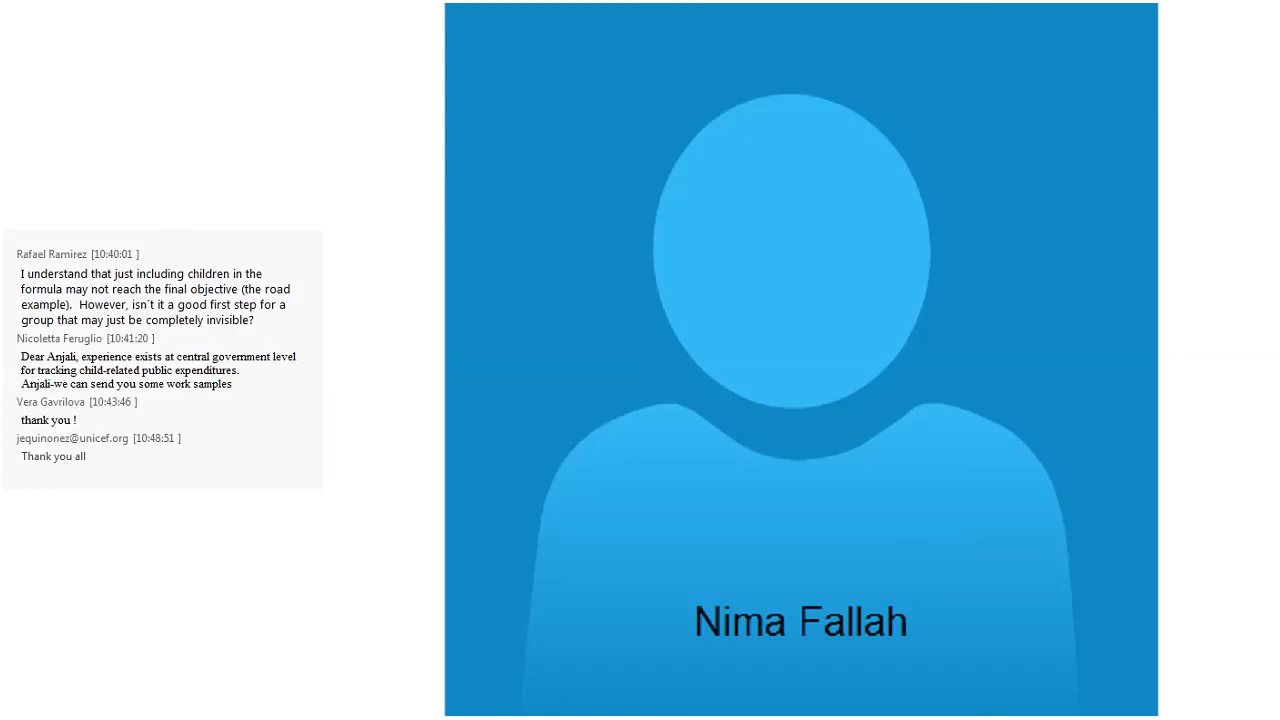 Rafael Ramirez [10:40:01 ]
I understand that just including children in the
formula may not reach the final objective (the road
example).  However, isn´t it a good first step for a
group that may just be completely invisible?
Nicoletta Feruglio [10:41:20 ]
Dear Anjali, experience exists at central government level
for tracking child-related public expenditures.
Anjali-we can send you some work samples
Vera Gavrilova [10:43:46 ]
thank you !
jequinonez@unicef.org [10:48:51 ]
Thank you all
Nima Fallah